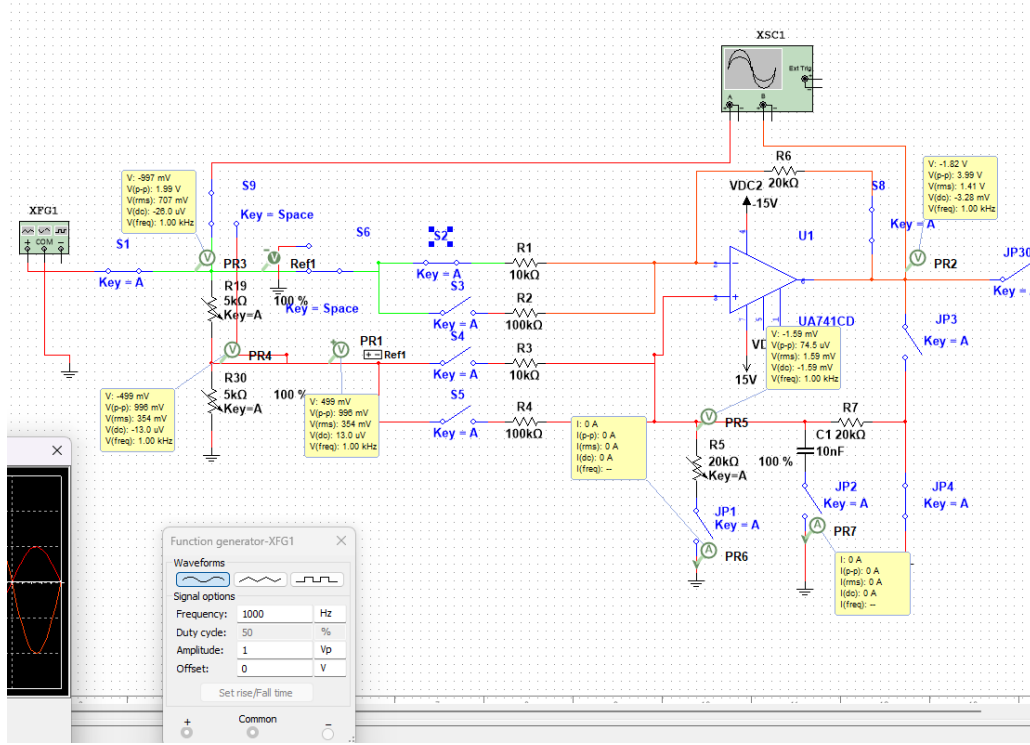 XSC1
Ext Trig
A
B
V: -997 mV
V(p-p): 1.99 V
V(rms): 707 mV
V(dc): -26.0 uV
V(freq): 1.00 kHz
S9
Key = Space
R6
20kΩ
VDC2
-15V
S8
Key = A
V: -1.82 V
V(p-p): 3.99 V
V(rms): 1.41 V
V(dc): -3.28 mV
V(freq): 1.00 kHz
XFG1
COM
S1
Key = A
PR3
Ref1
S6
Key = Space
S2
Key = A
R1
10kΩ
U1
UA741CD
PR2
JP30
Key =
R19
5kΩ
Key=A
100 %
S3
Key = A
R2
100kΩ
JP3
Key = A
PR4
PR1
Ref1
S4
Key = A
R3
10kΩ
15V
V: -1.59 mV
V(p-p): 74.5 uV
V(rms): 1.59 mV
V(dc): -1.59 mV
V(freq): 1.00 kHz
R30
5kΩ
Key=A
100 %
V: -499 mV
V(p-p): 996 mV
V(rms): 354 mV
V(dc): -13.0 uV
V(freq): 1.00 kHz
V: 499 mV
V(p-p): 996 mV
V(rms): 354 mV
V(dc): 13.0 uV
V(freq): 1.00 kHz
S5
Key = A
R4
100kΩ
I: 0 A
I(p-p): 0 A
I(rms): 0 A
I(dc): 0 A
I(freq): --
PR5
R5
20kΩ
Key=A
100 %
C1
10nF
R7
20kΩ
JP1
Key = A
PR6
JP2
Key = A
PR7
JP4
Key = A
I: 0 A
I(p-p): 0 A
I(rms): 0 A
I(dc): 0 A
I(freq): --
Function generator-XFG1
Waveforms
Signal options
Frequency: 1000 Hz
Duty cycle: 50 %
Amplitude: 1 Vp
Offset: 0 V
Set rise/Fall time
+ Common −